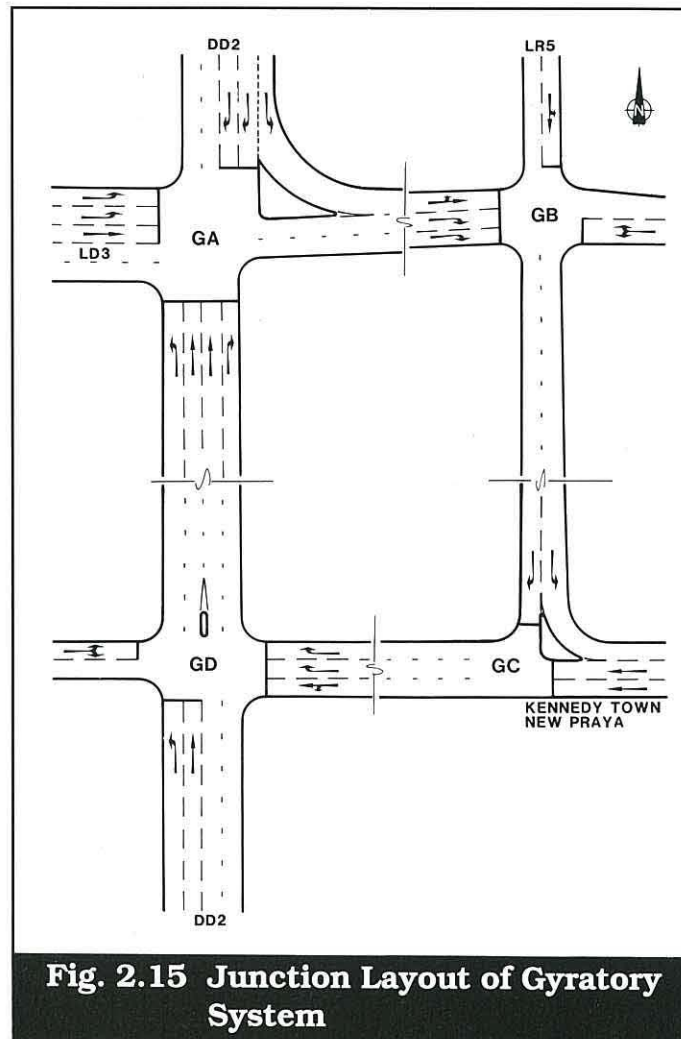 DD2
LR5
N
GA
GB
LD3
GD
GC
KENNEDY TOWN
NEW PRAYA
DD2
Fig. 2.15 Junction Layout of Gyratory
System